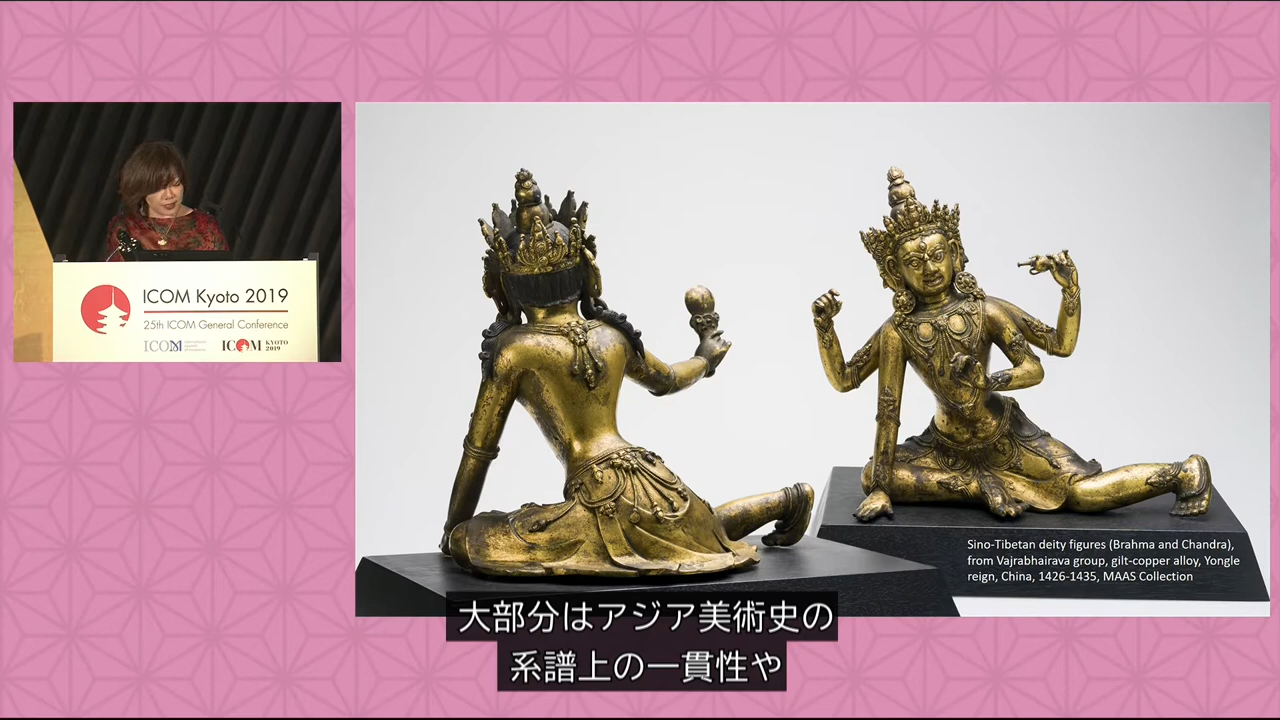 ICOM Kyoto 2019
25th ICOM General Conference
ICOM
ICOM KYOTO
2019
Sino-Tibetan deity figures (Brahma and Chandra),
from Vajrabhairava group, gilt-copper alloy, Yongle
reign, China, 1426-1435, MAAS Collection
大部分はアジア美術史の
系譜上の一貫性や